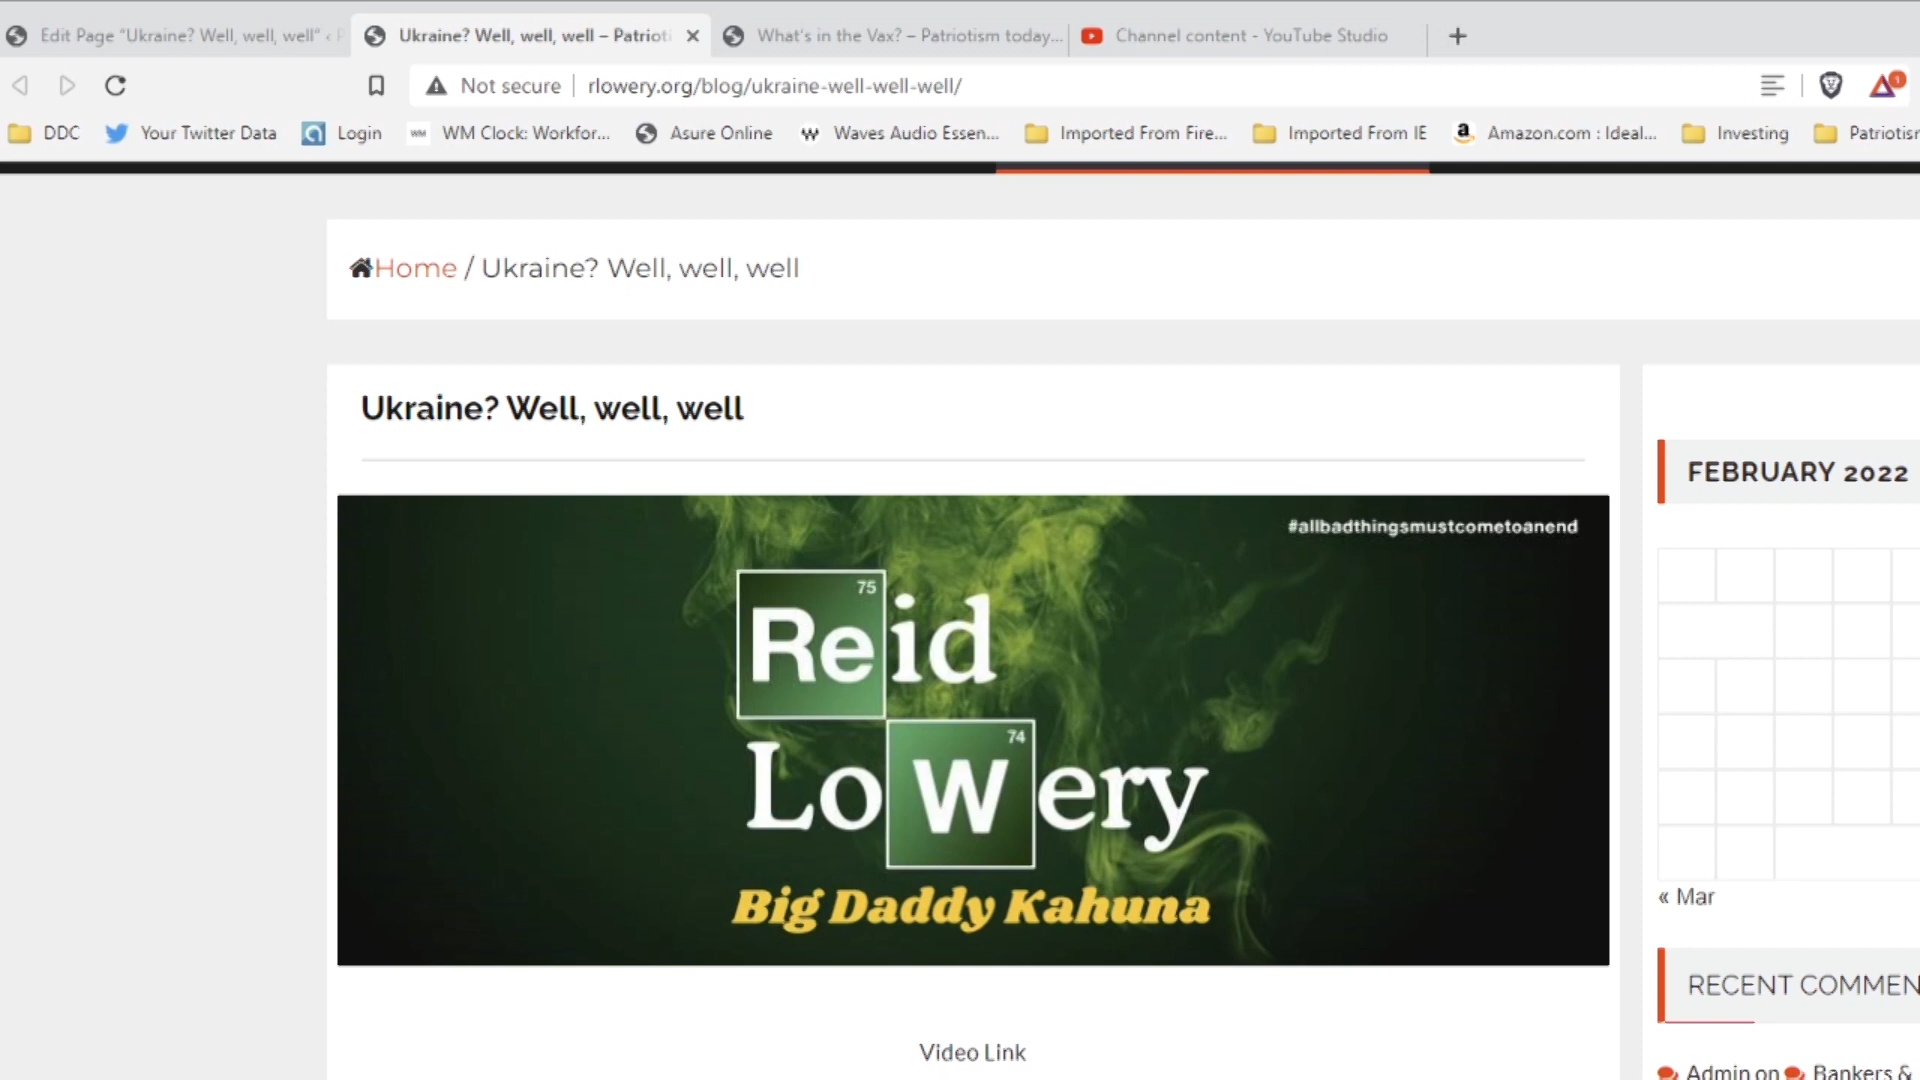 Edit Page "Ukraine? Well, well, well" ‹ P
Ukraine? Well, well, well – Patrioti
What's in the Vax? – Patriotism today...
Channel content - YouTube Studio
Not secure
rlowery.org/blog/ukraine-well-well-well/
1
DDC
Your Twitter Data
Login
WM Clock: Workfor...
Asure Online
Waves Audio Essen...
Imported From Fire...
Imported From IE
Amazon.com : Ideal...
Investing
Patriotism
Home / Ukraine? Well, well, well
Ukraine? Well, well, well
FEBRUARY 2022
#allbadthingsmustcometoanend
75
Reid
74
LoWery
Big Daddy Kahuna
« Mar
RECENT COMMEN
Video Link
Admin on Bankers &